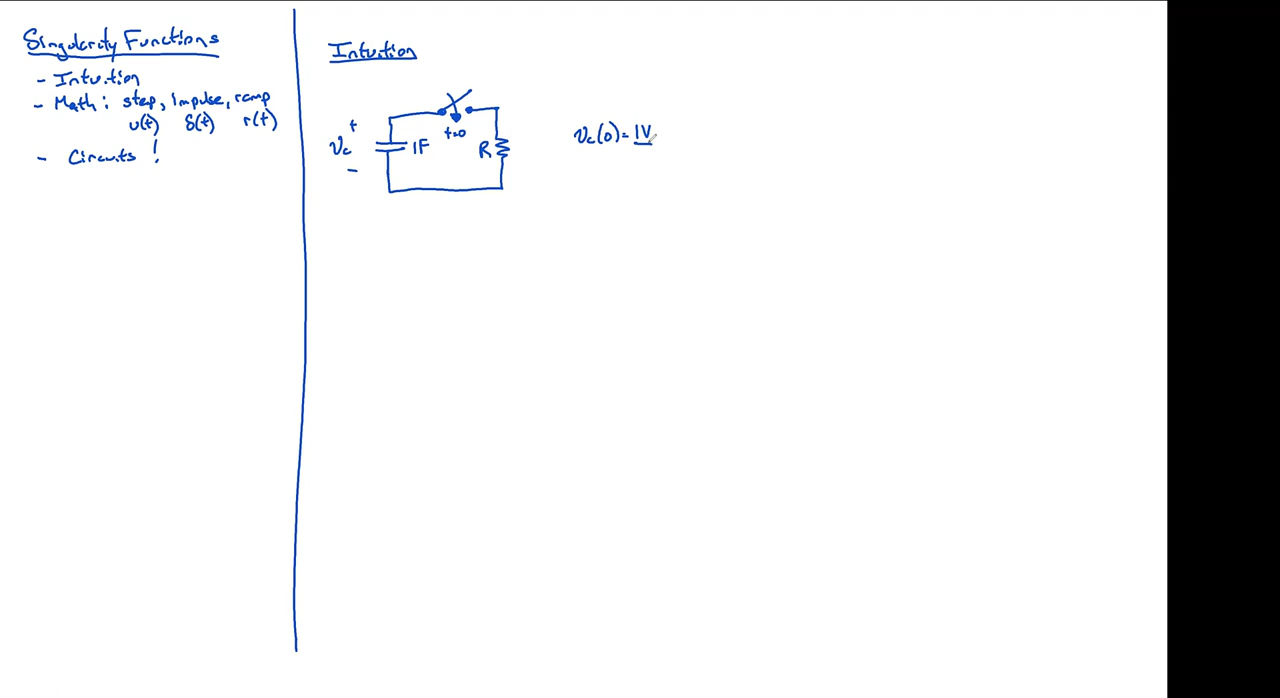 Singularity Functions
- Intuition
- Math: step, impulse, ramp
u(t) δ(t) r(t)
- Circuits!
Intuition
t=0
+
Vc
-
1F
R
Vc(0)=1V